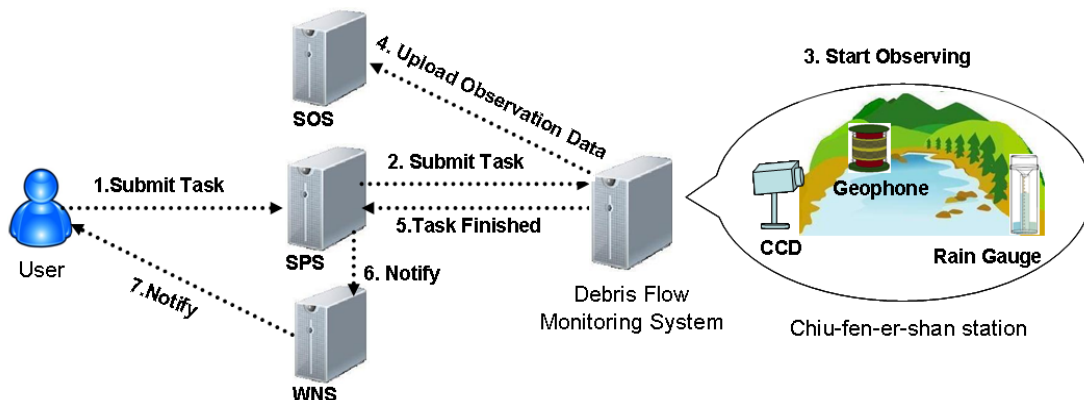 3. Start Observing
4. Upload Observation Data
SOS
1.Submit Task
2. Submit Task
Geophone
5.Task Finished
CCD
Rain Gauge
User
SPS
6. Notify
7.Notify
Debris Flow
Monitoring System
Chiu-fen-er-shan station
WNS